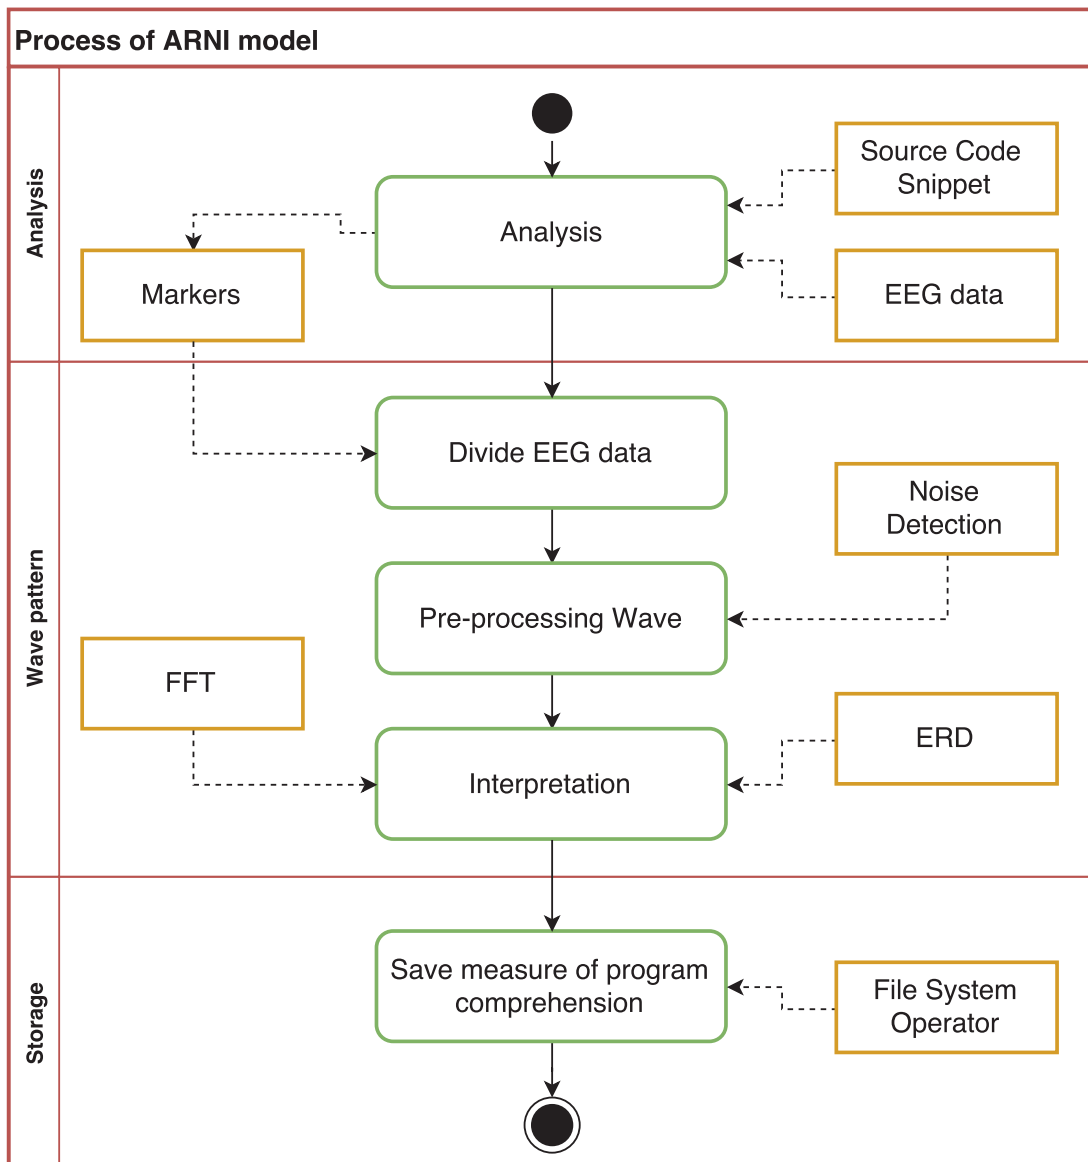 Process of ARNI model
Analysis
Source Code
Snippet
Analysis
Markers
EEG data
Wave pattern
Divide EEG data
Noise
Detection
Pre-processing Wave
FFT
ERD
Interpretation
Storage
Save measure of program
comprehension
File System
Operator